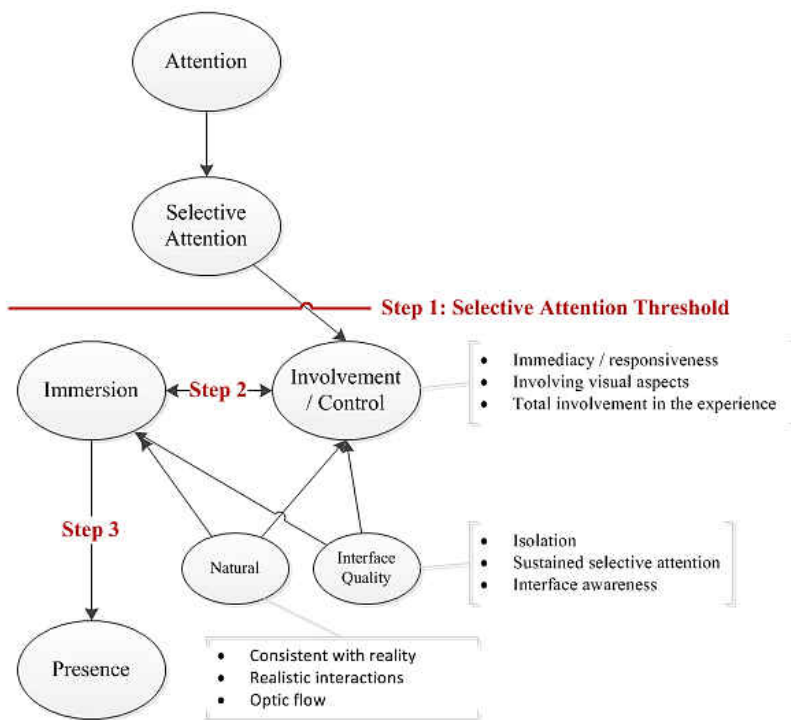 Attention
Selective
Attention
Step 1: Selective Attention Threshold
Immersion
Step 2
Involvement
/ Control
• Immediacy / responsiveness
• Involving visual aspects
• Total involvement in the experience
Step 3
Natural
Interface
Quality
• Isolation
• Sustained selective attention
• Interface awareness
Presence
• Consistent with reality
• Realistic interactions
• Optic flow